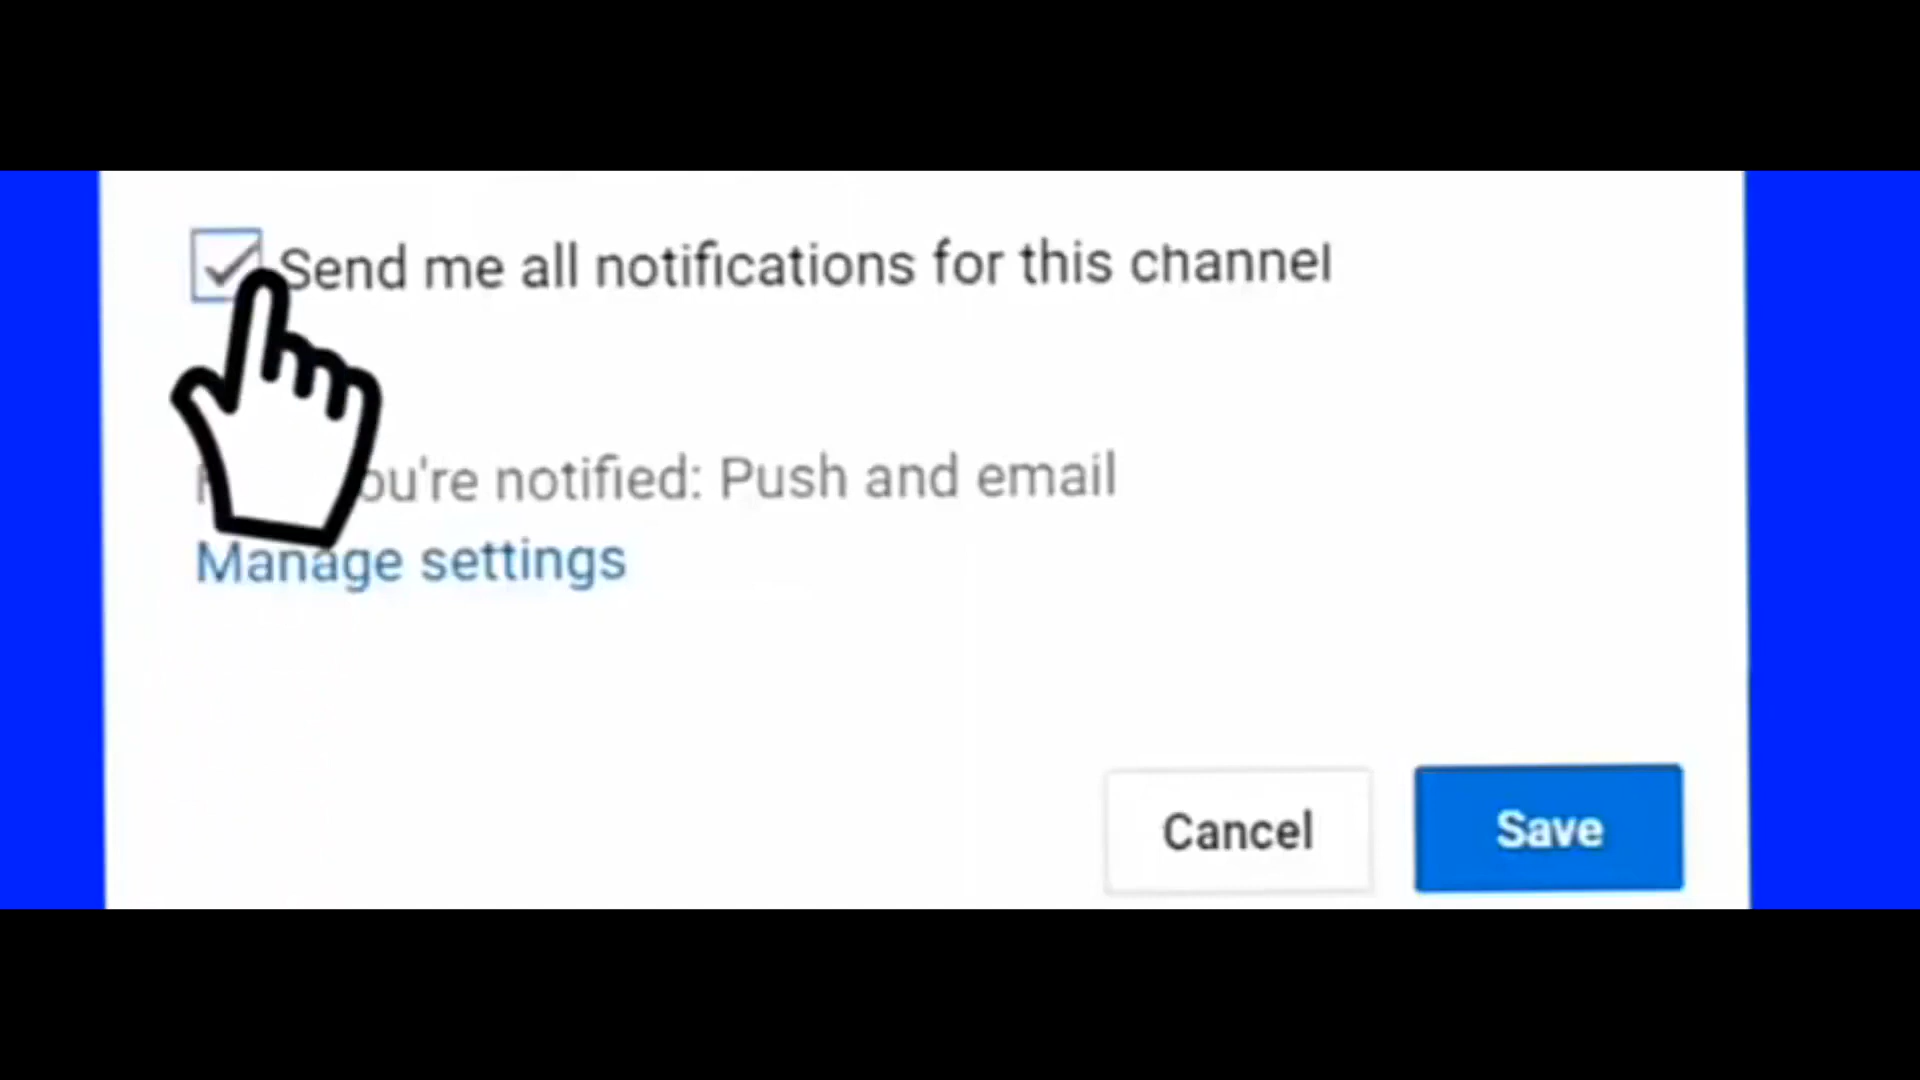 Send me all notifications for this channel
ou're notified: Push and email
Manage settings
Cancel
Save